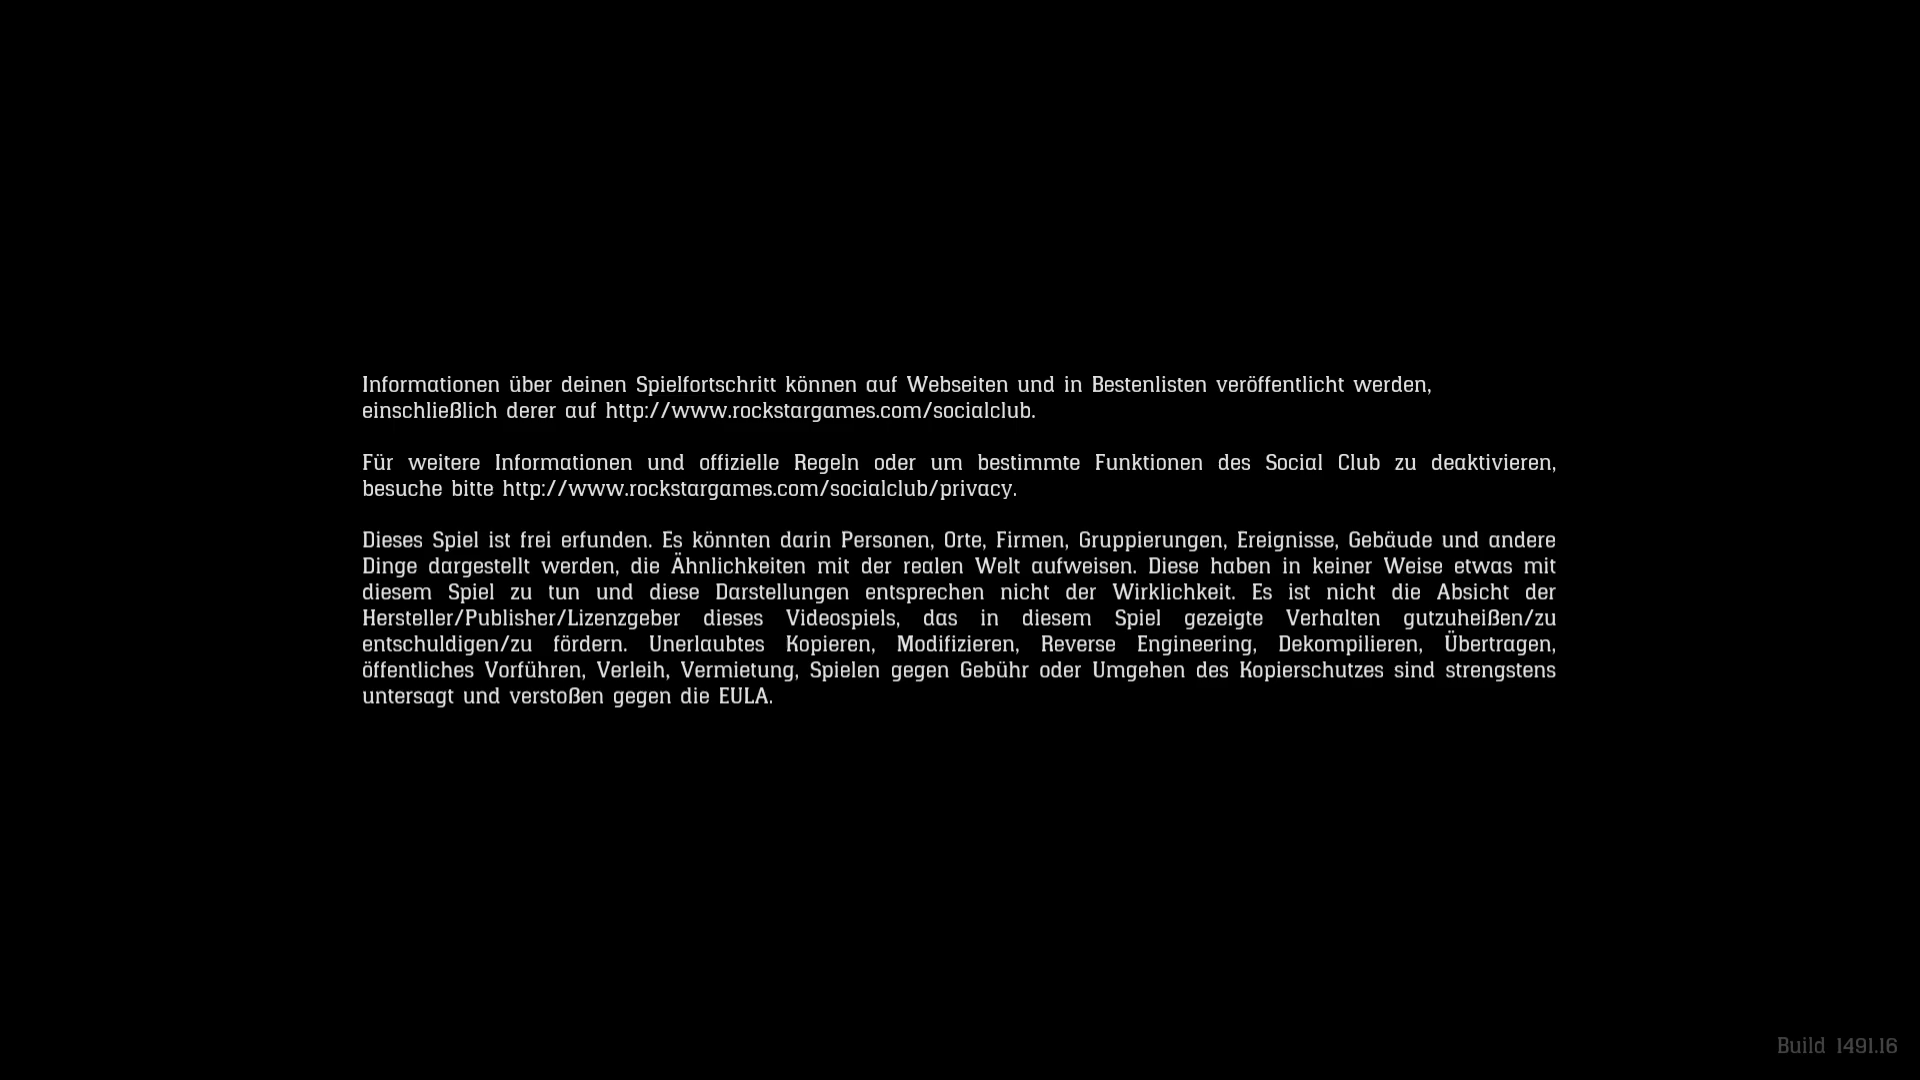 Informationen über deinen Spielfortschritt können auf Webseiten und in Bestenlisten veröffentlicht werden,
einschließlich derer auf http://www.rockstargames.com/socialclub.
Für weitere Informationen und offizielle Regeln oder um bestimmte Funktionen des Social Club zu deaktivieren,
besuche bitte http://www.rockstargames.com/socialclub/privacy.
Dieses Spiel ist frei erfunden. Es könnten darin Personen, Orte, Firmen, Gruppierungen, Ereignisse, Gebäude und andere
Dinge dargestellt werden, die Ähnlichkeiten mit der realen Welt aufweisen. Diese haben in keiner Weise etwas mit
diesem Spiel zu tun und diese Darstellungen entsprechen nicht der Wirklichkeit. Es ist nicht die Absicht der
Hersteller/Publisher/Lizenzgeber dieses Videospiels, das in diesem Spiel gezeigte Verhalten gutzuheißen/zu
entschuldigen/zu fördern. Unerlaubtes Kopieren, Modifizieren, Reverse Engineering, Dekompilieren, Übertragen,
öffentliches Vorführen, Verleih, Vermietung, Spielen gegen Gebühr oder Umgehen des Kopierschutzes sind strengstens
untersagt und verstoßen gegen die EULA.
Build 1491.16